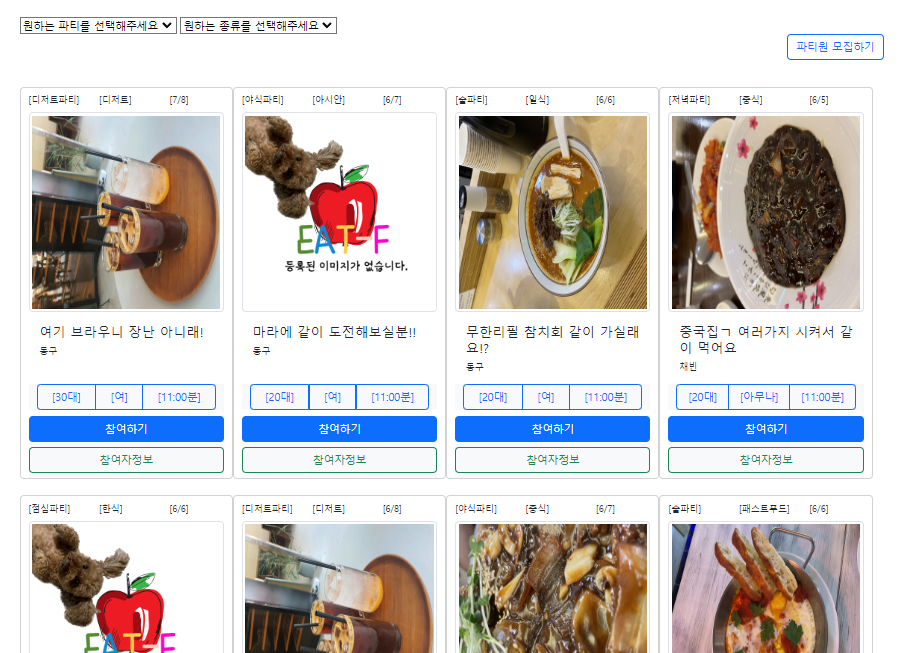 원하는 파티를 선택해주세요 원하는 종류를 선택해주세요
파티원 모집하기
[디저트파티] [디저트] [7/8]
[야식파티] [아시안] [6/7]
[술파티] [일식] [6/6]
[저녁파티] [중식] [6/5]
EAT-F
등록된 이미지가 없습니다.
여기 브라우니 장난 아니래!
동구
마라에 같이 도전해보실분!!
동구
무한리필 참치회 같이 가실래
요!?
동구
중국집ㄱ 여러가지 시켜서 같
이 먹어요
채빈
[30대] [여] [11:00분]
[20대] [여] [11:00분]
[20대] [여] [11:00분]
[20대] [아무나] [11:00분]
참여하기 참여하기 참여하기 참여하기
참여자정보 참여자정보 참여자정보 참여자정보
[점심파티] [한식] [6/6]
[디저트파티] [디저트] [6/8]
[야식파티] [중식] [6/7]
[술파티] [패스트푸드] [6/6]
EAT-F